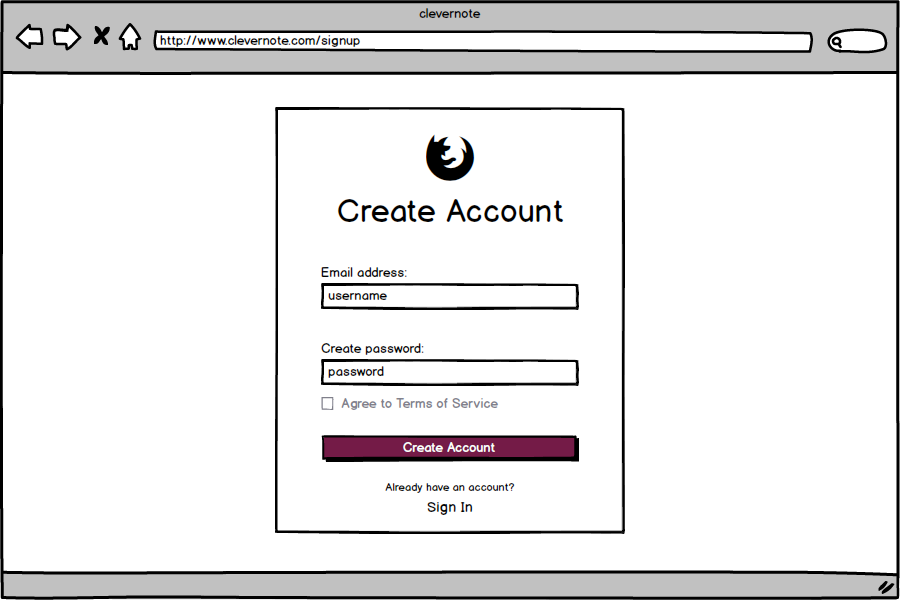 clevernote
http://www.clevernote.com/signup
Create Account
Email address:
username
Create password:
password
Agree to Terms of Service
Create Account
Already have an account?
Sign In